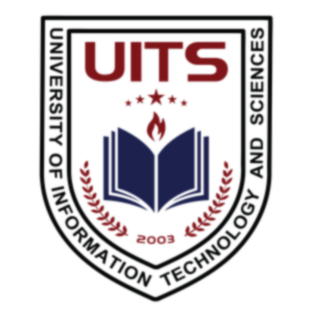 UITS
UNIVERSITY OF INFORMATION TECHNOLOGY AND SCIENCES
2003